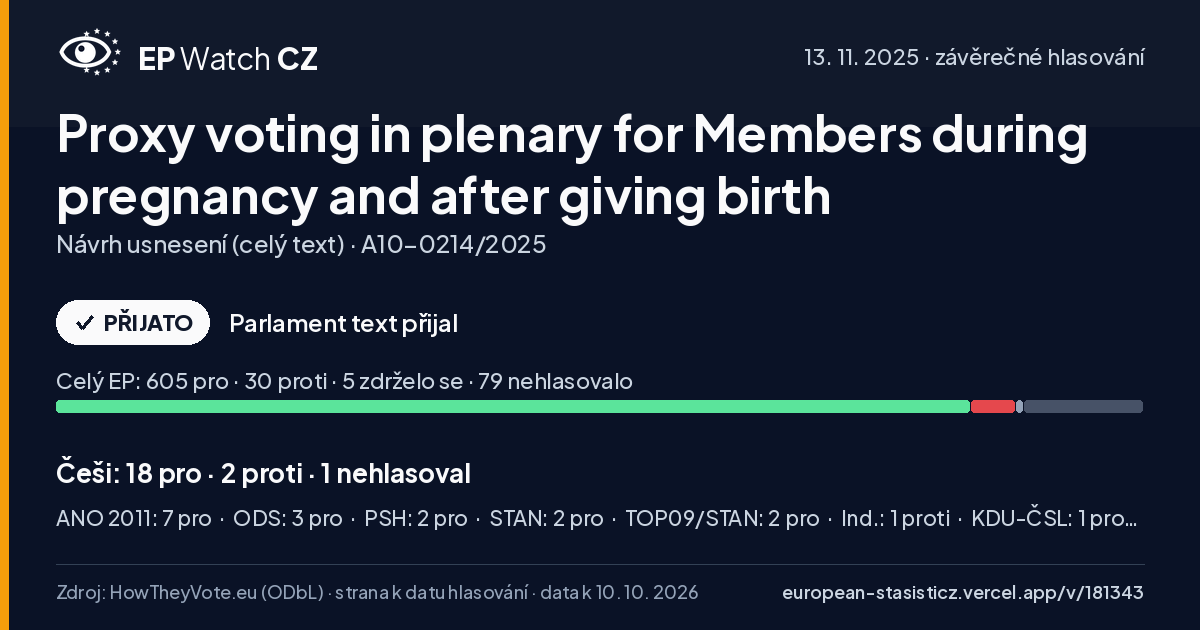 EP Watch CZ
13. 11. 2025 · závěrečné hlasování
Proxy voting in plenary for Members during
pregnancy and after giving birth
Návrh usnesení (celý text) · A10-0214/2025
✓ PŘIJATO
Parlament text přijal
Celý EP: 605 pro · 30 proti · 5 zdrželo se · 79 nehlasovalo
Češi: 18 pro · 2 proti · 1 nehlasoval
ANO 2011: 7 pro · ODS: 3 pro · PSH: 2 pro · STAN: 2 pro · TOP09/STAN: 2 pro · Ind.: 1 proti · KDU-ČSL: 1 pro…
Zdroj: HowTheyVote.eu (ODbL) · strana k datu hlasování · data k 10. 10. 2026
european-stasisticz.vercel.app/v/181343